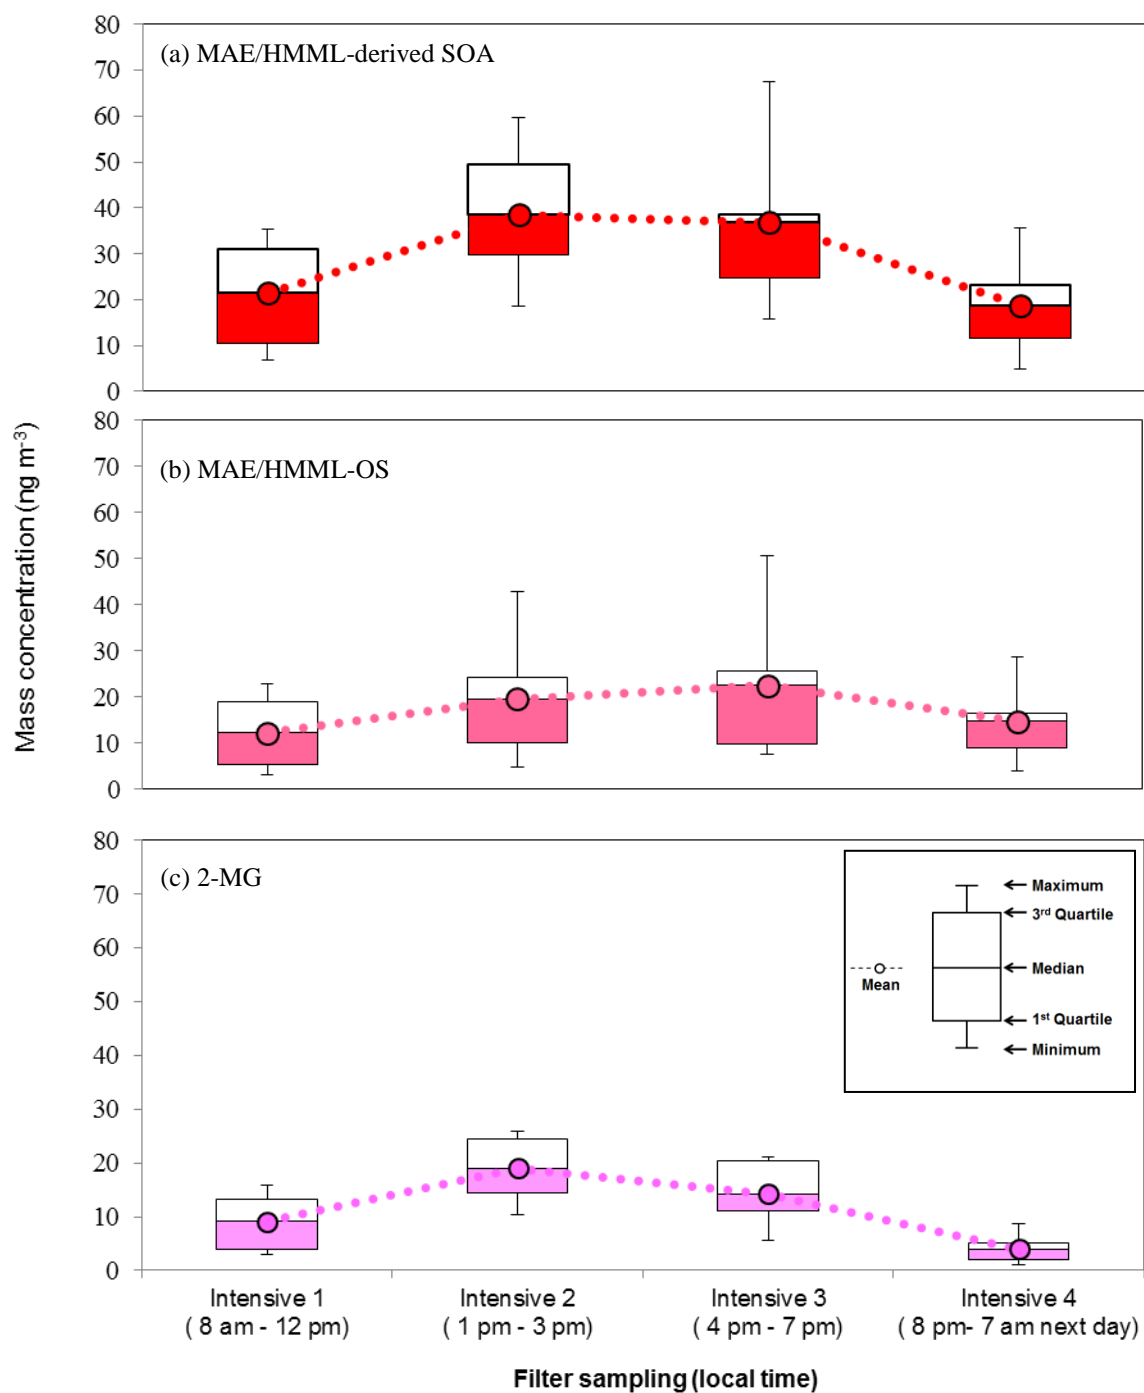 80
70
60
50
40
30
20
10
0
(a) MAE/HMML-derived SOA
80
70
60
50
40
30
20
10
0
(b) MAE/HMML-OS
80
70
60
50
40
30
20
10
0
(c) 2-MG
Maximum
3rd Quartile
Median
1st Quartile
Minimum
Mean
Mass concentration (ng m-3)
Intensive 1
( 8 am - 12 pm)
Intensive 2
( 1 pm - 3 pm)
Intensive 3
( 4 pm - 7 pm)
Intensive 4
( 8 pm- 7 am next day)
Filter sampling (local time)